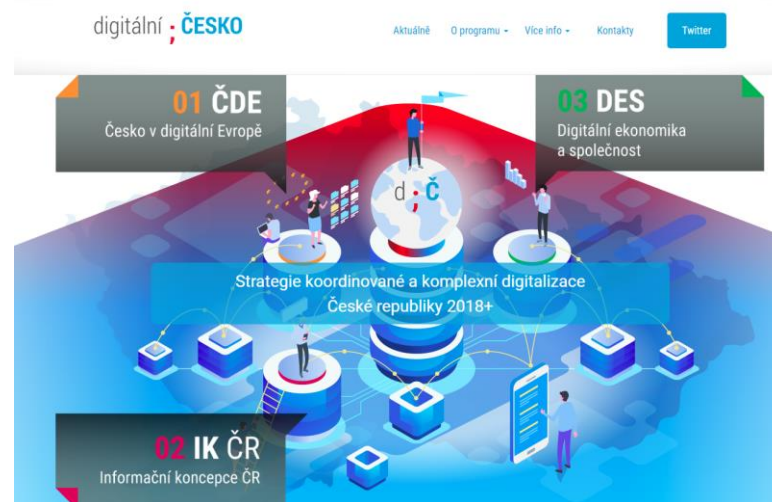 digitální ; ČESKO
Aktuálně O programu Více info Kontakty Twitter
01 ČDE
Česko v digitální Evropě
03 DES
Digitální ekonomika
a společnost
d ; Č
Strategie koordinované a komplexní digitalizace
České republiky 2018+
02 IK ČR
Informační koncepce ČR